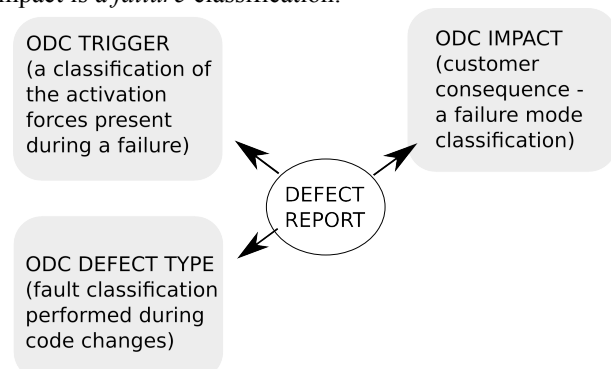 impact is a failure classification.
ODC TRIGGER
(a classification of
the activation
forces present
during a failure)
ODC IMPACT
(customer
consequence -
a failure mode
classification)
DEFECT
REPORT
ODC DEFECT TYPE
(fault classification
performed during
code changes)